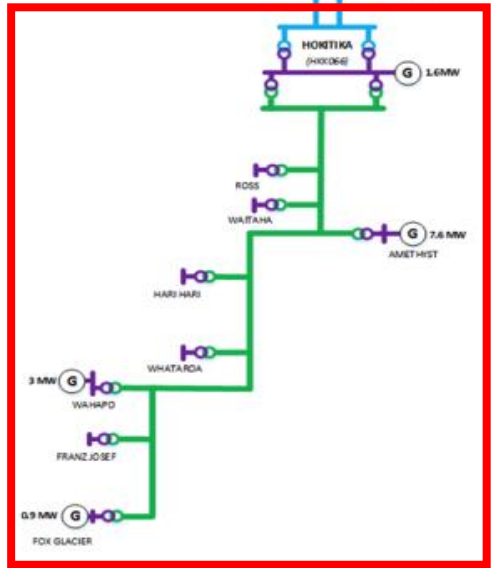 HOKITIKA
(HKK066)
G 1.6MW
ROSS
WAITAHA
G 7.6 MW
AMETHYST
HARI HARI
WHATAROA
3 MW G
WAHAPO
FRANZ JOSEF
0.9 MW G
FOX GLACIER